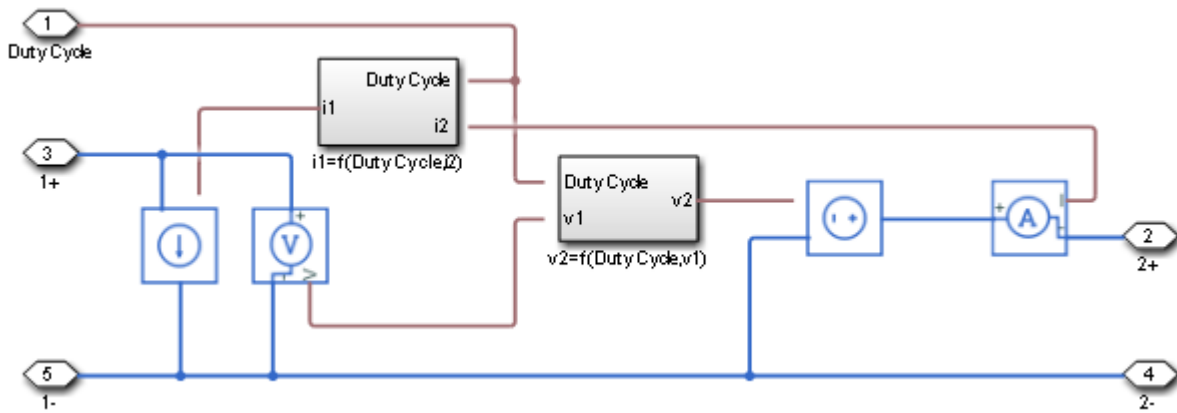 1
Duty Cycle
Duty Cycle
i1
i2
i1=f(Duty Cycle,i2)
3
1+
Duty Cycle
v2
v1
v2=f(Duty Cycle,v1)
+
V
-
V
+
A
I
-
2
2+
5
1-
4
2-